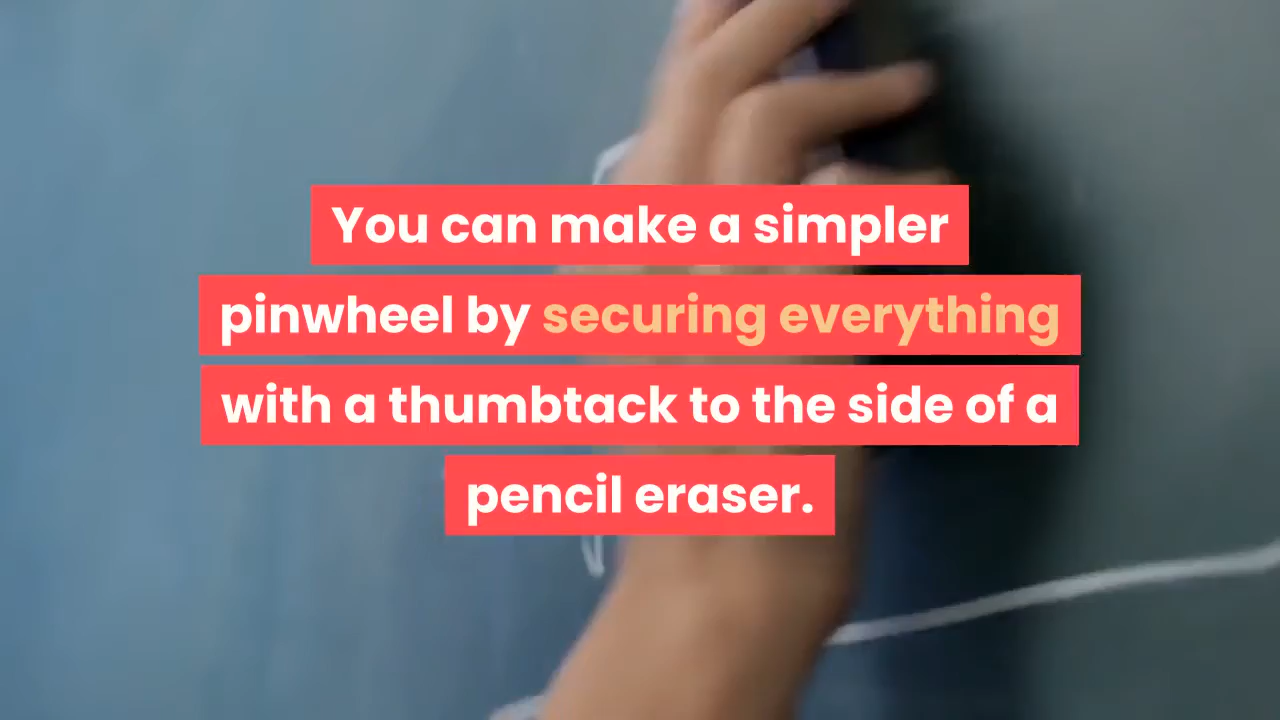 You can make a simpler
pinwheel by securing everything
with a thumbtack to the side of a
pencil eraser.